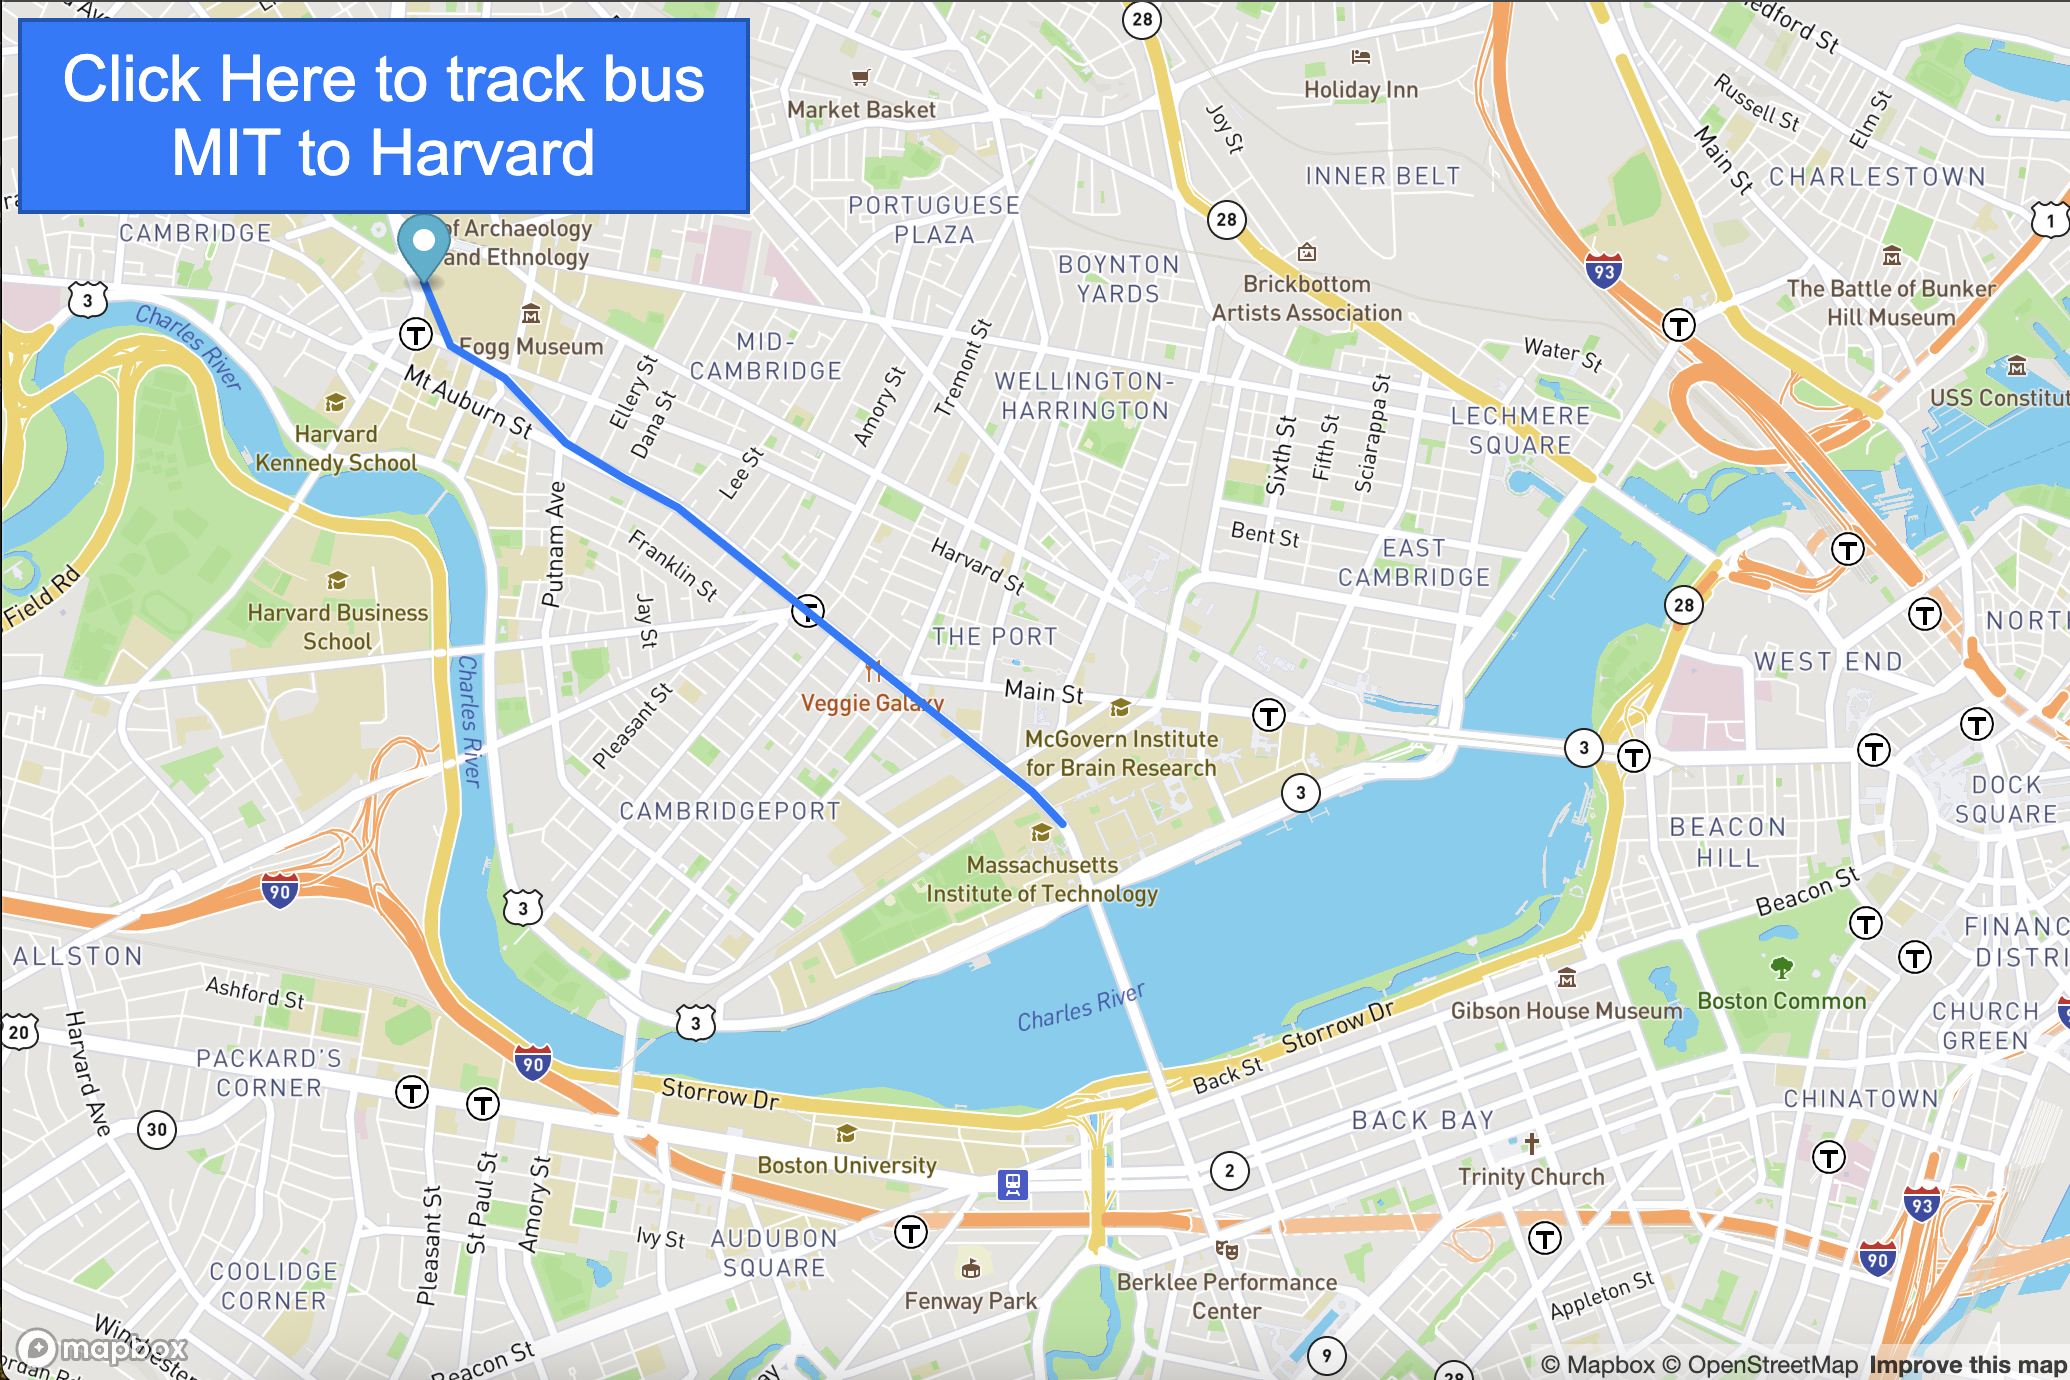 Click Here to track bus
MIT to Harvard
28
Holiday Inn
Market Basket
Joy St
INNER BELT
Russell St
Elm St
Main St
CHARLESTOWN
1
CAMBRIDGE
of Archaeology
and Ethnology
PORTUGUESE
PLAZA
28
BOYNTON
YARDS
Brickbottom
Artists Association
93
The Battle of Bunker
Hill Museum
3
Charles River
T
Fogg Museum
MID-
CAMBRIDGE
Ellery St
Dana St
Amory St
Tremont St
WELLINGTON-
HARRINGTON
Water St
T
Mt Auburn St
Harvard
Kennedy School
Lee St
Sixth St
Fifth St
Sciarappa St
LECHMERE
SQUARE
Putnam Ave
Franklin St
Harvard St
Bent St
EAST
CAMBRIDGE
T
Field Rd
Harvard Business
School
Jay St
T
THE PORT
28
T
WEST END
Charles River
Pleasant St
Veggie Galaxy
Main St
McGovern Institute
for Brain Research
T
3
T
T
T
3
DOCK
SQUARE
CAMBRIDGEPORT
Massachusetts
Institute of Technology
BEACON
HILL
Beacon St
90
3
ALLSTON
Ashford St
Harvard Ave
20
3
Charles River
Storrow Dr
Gibson House Museum
Boston Common
T
T
CHURCH
GREEN
PACKARD'S
CORNER
90
T
T
Storrow Dr
Back St
30
BACK BAY
CHINATOWN
Boston University
2
Trinity Church
T
Pleasant St
St Paul St
Amory St
Ivy St
AUDUBON
SQUARE
T
T
93
90
COOLIDGE
CORNER
Fenway Park
Berklee Performance
Center
Appleton St
mapbox
Beacon St
9
28
© Mapbox © OpenStreetMap Improve this map